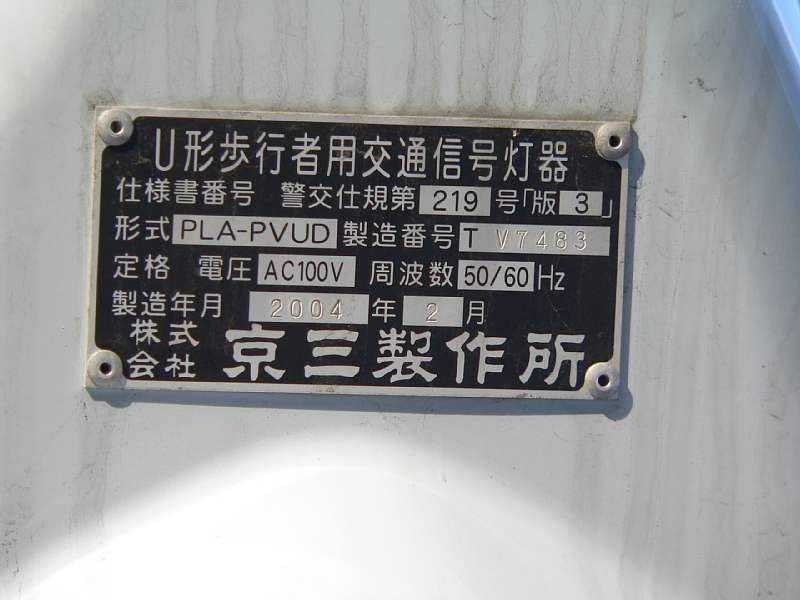 U形歩行者用交通信号灯器
仕様書番号 警交仕規第 219 号「版 3」
形式 PLA-PVUD 製造番号 T V7483
定格 電圧 AC100V 周波数 50/60 Hz
製造年月 2004 年 2 月
株式会社 京三製作所